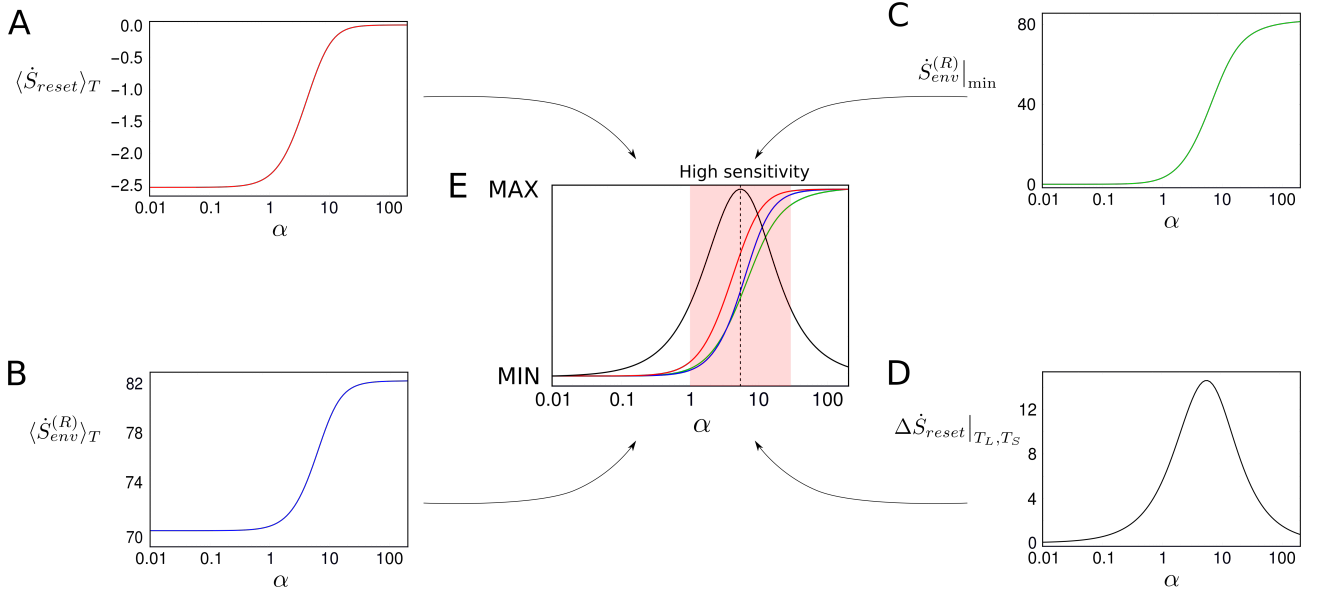 A
0.0
−0.5
−1.0
−1.5
−2.0
−2.5
⟨Ṡ_reset⟩_T
0.01 0.1 1 10 100
α
C
80
40
0
Ṡ_env^(R)|_min
0.01 0.1 1 10 100
α
E
High sensitivity
MAX
MIN
0.01 0.1 1 10 100
α
B
82
78
74
70
⟨Ṡ_env^(R)⟩_T
0.01 0.1 1 10 100
α
D
12
8
4
0
ΔṠ_reset|_T_L,T_S
0.01 0.1 1 10 100
α